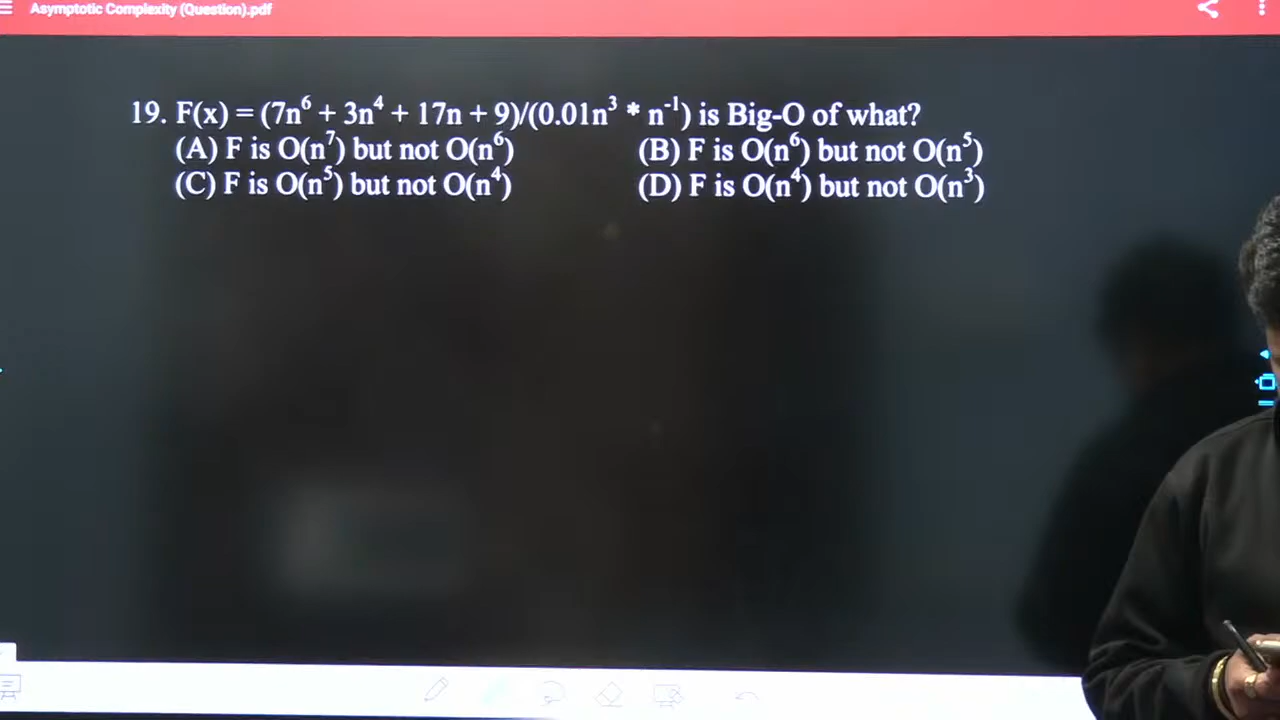 Asymptotic Complexity (Question).pdf
19. F(x) = (7n⁶ + 3n⁴ + 17n + 9)/(0.01n³ * n⁻¹) is Big-O of what?
(A) F is O(n⁷) but not O(n⁶) (B) F is O(n⁶) but not O(n⁵)
(C) F is O(n⁵) but not O(n⁴) (D) F is O(n⁴) but not O(n³)